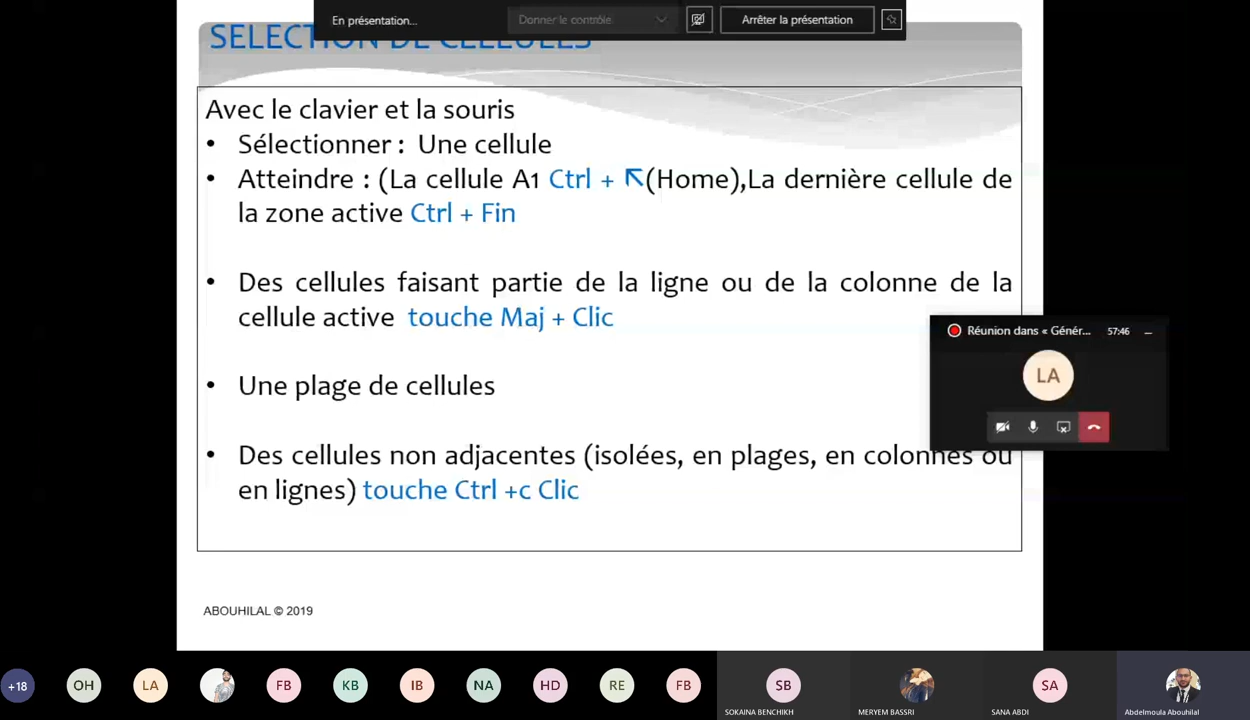 En présentation...
Donner le contrôle
Arrêter la présentation
SELECTION DE CELLULES
Avec le clavier et la souris
• Sélectionner : Une cellule
• Atteindre : (La cellule A1 Ctrl + ↖(Home),La dernière cellule de
la zone active Ctrl + Fin
• Des cellules faisant partie de la ligne ou de la colonne de la
cellule active touche Maj + Clic
• Une plage de cellules
• Des cellules non adjacentes (isolées, en plages, en colonnes ou
en lignes) touche Ctrl +c Clic
Réunion dans « Génér...
57:46
LA
ABOUHILAL © 2019
+18
OH
LA
FB
KB
IB
NA
HD
RE
FB
SB
SA
SOKAINA BENCHIKH
MERYEM BASSRI
SANA ABDI
Abdelmoula Abouhilal